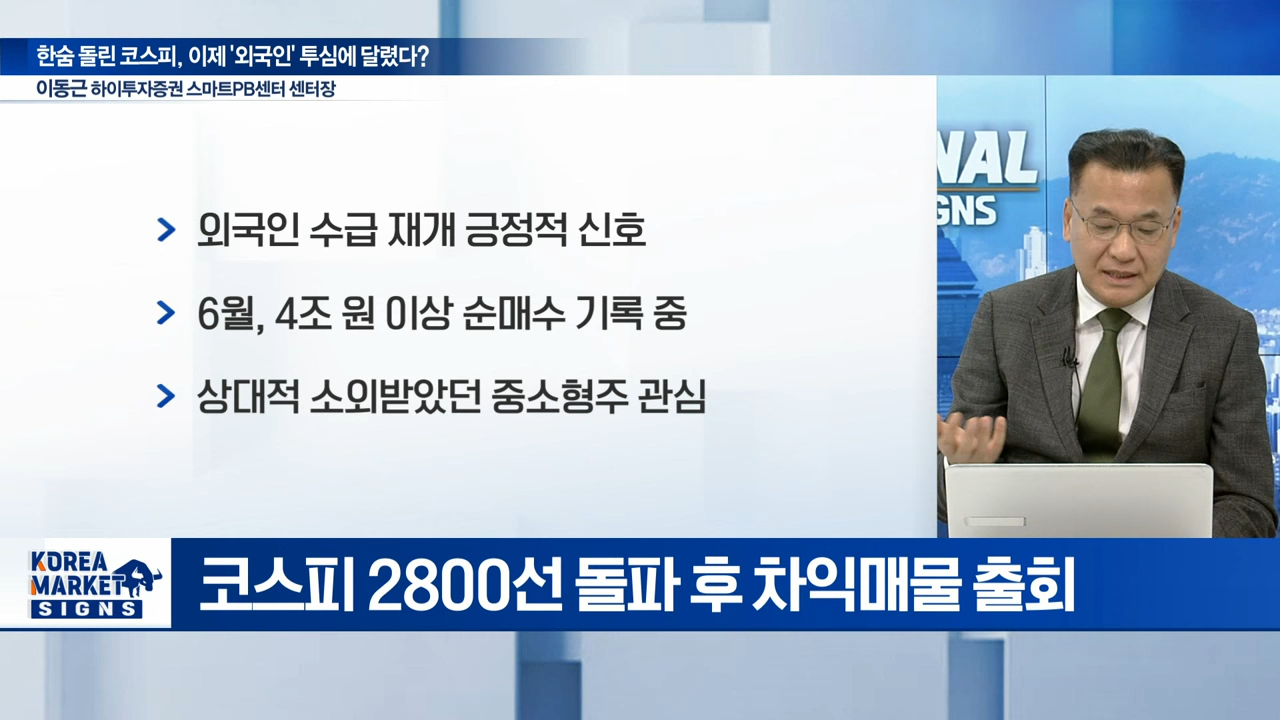 한숨 돌린 코스피, 이제 '외국인' 투심에 달렸다?
이동근 하이투자증권 스마트PB센터 센터장
NAL
GNS
> 외국인 수급 재개 긍정적 신호
> 6월, 4조 원 이상 순매수 기록 중
> 상대적 소외받았던 중소형주 관심
KOREA
MARKET
SIGNS
코스피 2800선 돌파 후 차익매물 출회